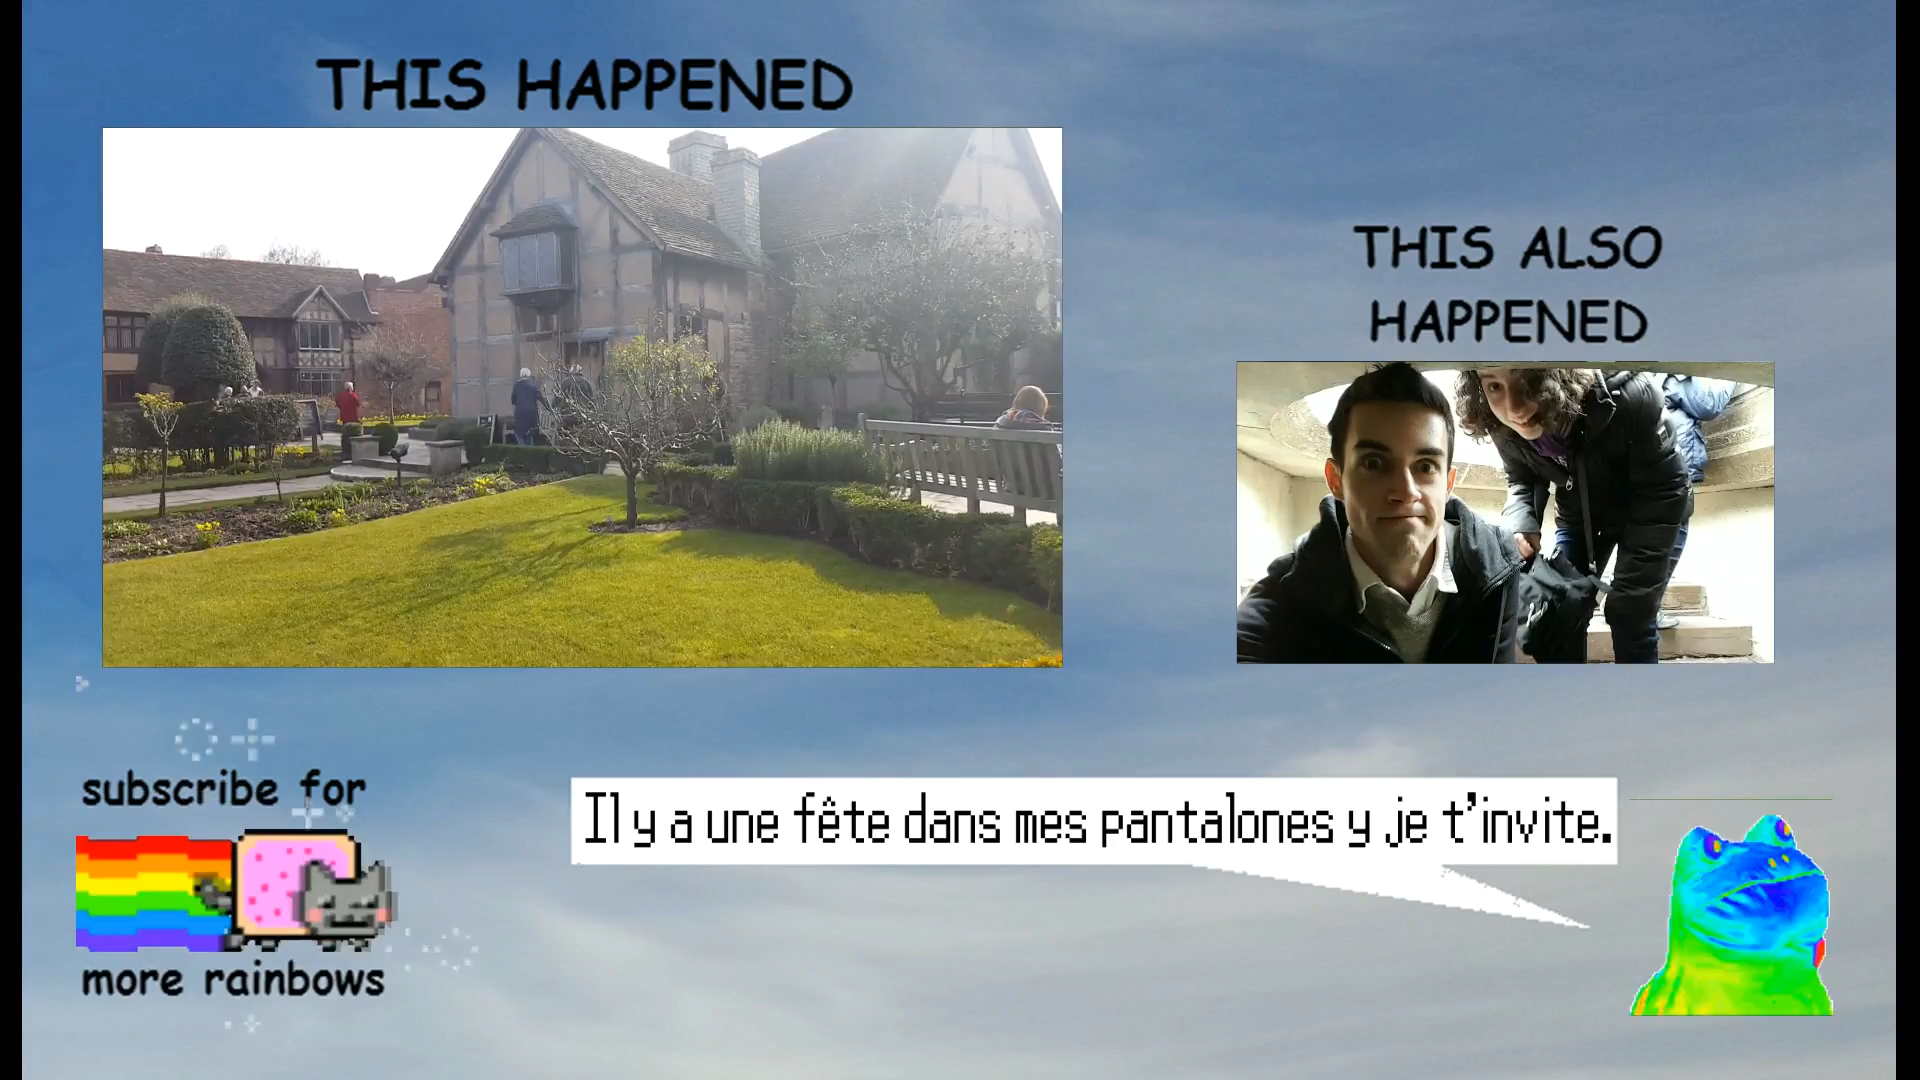 THIS HAPPENED
THIS ALSO
HAPPENED
subscribe for
more rainbows
Il y a une fête dans mes pantalones y je t'invite.